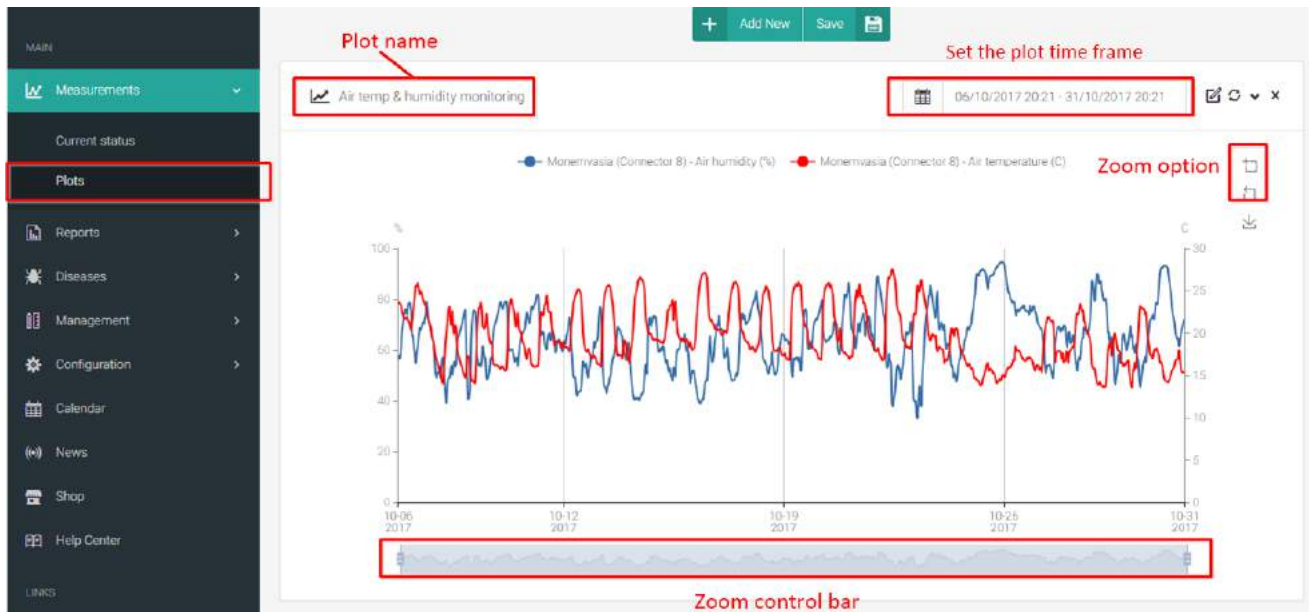 MAIN
Measurements
Current status
Plots
Reports
Diseases
Management
Configuration
Calendar
News
Shop
Help Center
LINKS
+ Add New Save
Plot name
Set the plot time frame
Air temp & humidity monitoring
06/10/2017 20:21 - 31/10/2017 20:21
Monemvasia (Connector 8) - Air humidity (%) Monemvasia (Connector 8) - Air temperature (C)
Zoom option
% C
100 30
80
25
60
20
15
40
10
20
5
0 0
10-06 10-12 10-19 10-25 10-31
2017 2017 2017 2017 2017
Zoom control bar